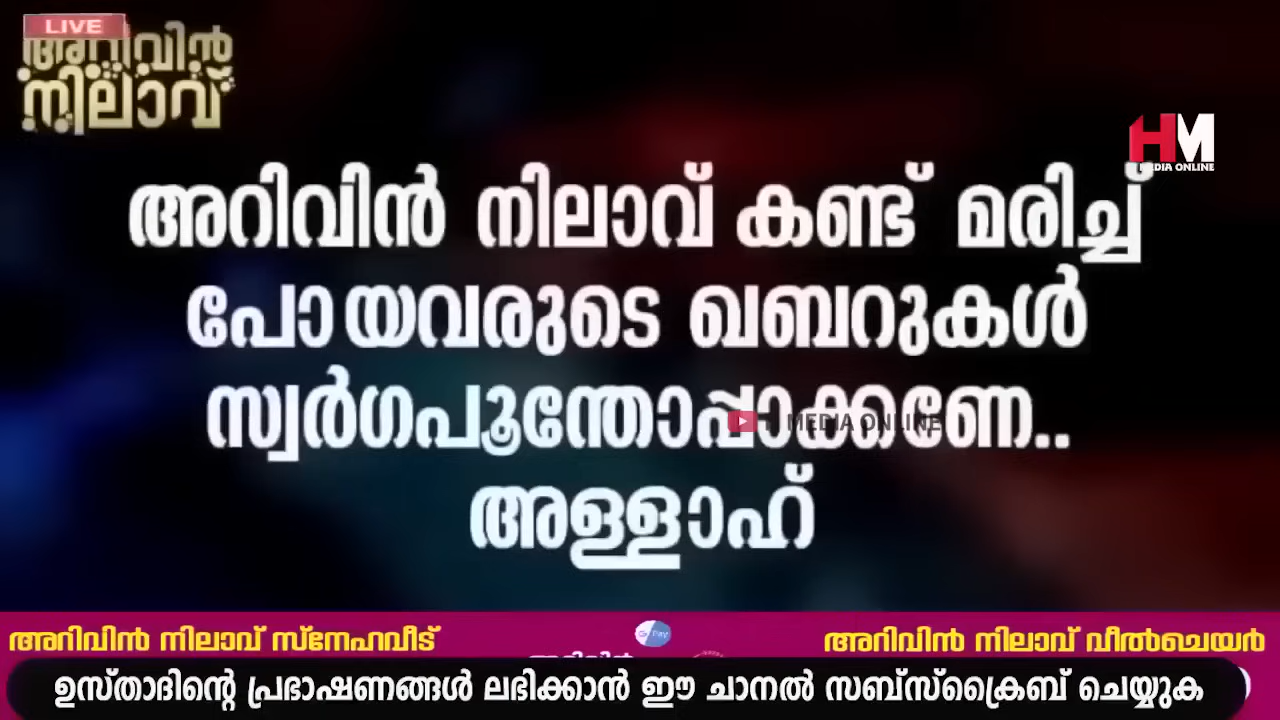 LIVE
അറിവിൻ
നിലാവ്
HM
MEDIA ONLINE
അറിവിൻ നിലാവ് കണ്ട് മരിച്ച്
പോയവരുടെ ഖബറുകൾ
സ്വർഗപൂന്തോപ്പാക്കണേ..
MEDIA ONLINE
അള്ളാഹ്
അറിവിൻ നിലാവ് സ്നേഹവീട്
G Pay
അറിവിൻ നിലാവ് വീൽചെയർ
ഉസ്താദിന്റെ പ്രഭാഷണങ്ങൾ ലഭിക്കാൻ ഈ ചാനൽ സബ്സ്ക്രൈബ് ചെയ്യുക